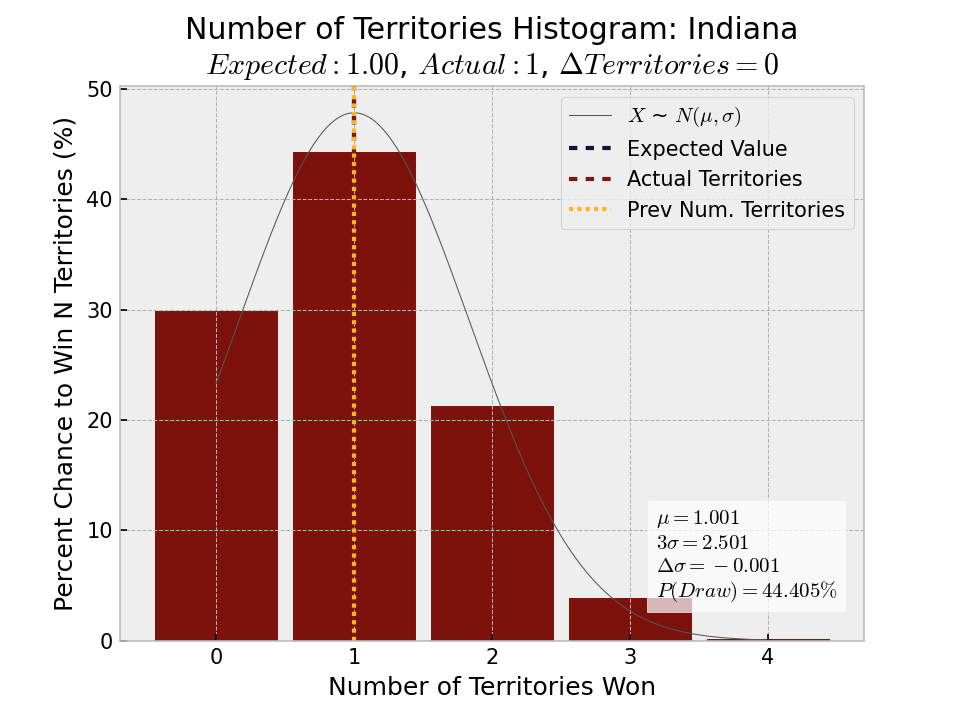 Number of Territories Histogram: Indiana
Expected : 1.00, Actual : 1, ΔTerritories = 0
Percent Chance to Win N Territories (%)
50
40
30
20
10
0
X ~ N(μ, σ)
Expected Value
Actual Territories
Prev Num. Territories
μ = 1.001
3σ = 2.501
Δσ = − 0.001
P(Draw) = 44.405%
0 1 2 3 4
Number of Territories Won